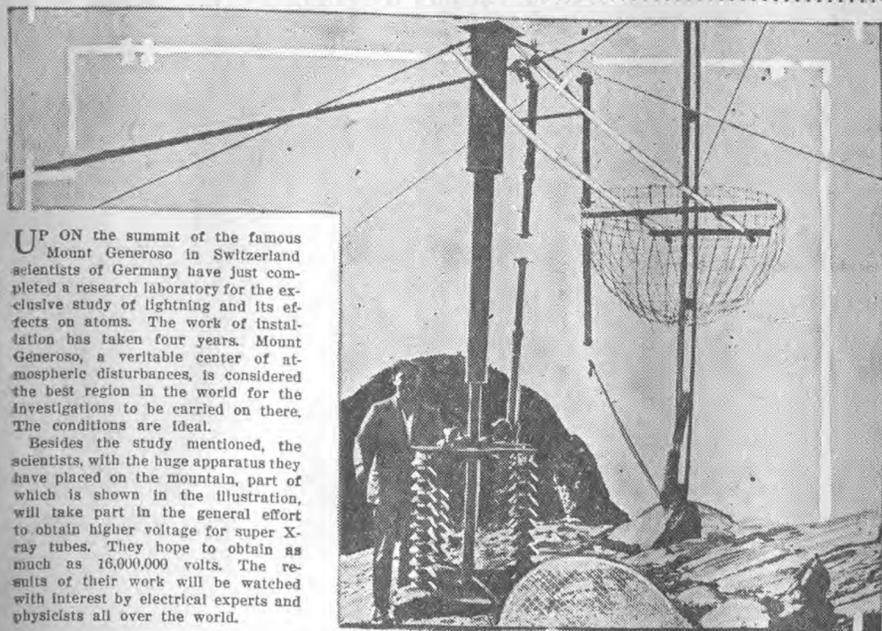 UP ON the summit of the famous
Mount Generoso in Switzerland
scientists of Germany have just com-
pleted a research laboratory for the ex-
clusive study of lightning and its ef-
fects on atoms. The work of instal-
lation has taken four years. Mount
Generoso, a veritable center of at-
mospheric disturbances, is considered
the best region in the world for the
investigations to be carried on there.
The conditions are ideal.
Besides the study mentioned, the
scientists, with the huge apparatus they
have placed on the mountain, part of
which is shown in the illustration,
will take part in the general effort
to obtain higher voltage for super X-
ray tubes. They hope to obtain as
much as 16,000,000 volts. The re-
sults of their work will be watched
with interest by electrical experts and
physicists all over the world.